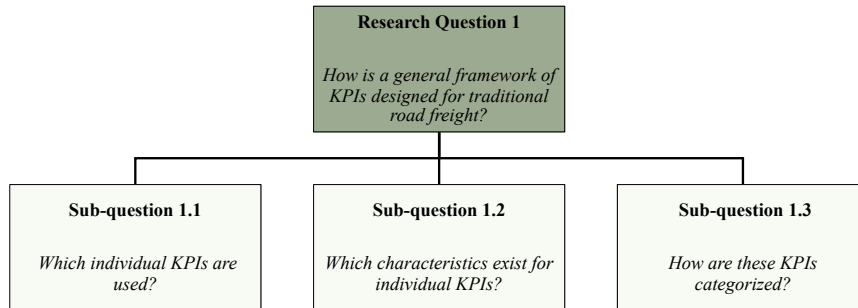 Research Question 1
How is a general framework of
KPIs designed for traditional
road freight?
Sub-question 1.1
Which individual KPIs are
used?
Sub-question 1.2
Which characteristics exist for
individual KPIs?
Sub-question 1.3
How are these KPIs
categorized?